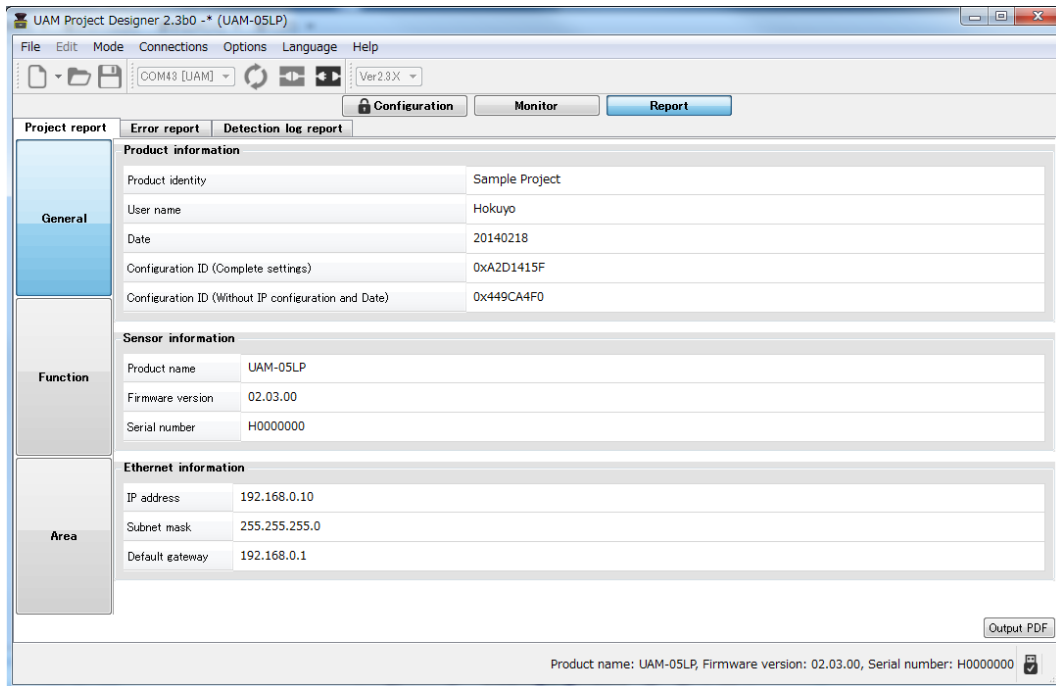 UAM Project Designer 2.3b0 -* (UAM-05LP)
File Edit Mode Connections Options Language Help
COM43 [UAM] Ver2.3X
Configuration Monitor Report
Project report Error report Detection log report
General
Function
Area
Product information
Product identity Sample Project
User name Hokuyo
Date 20140218
Configuration ID (Complete settings) 0xA2D1415F
Configuration ID (Without IP configuration and Date) 0x449CA4F0
Sensor information
Product name UAM-05LP
Firmware version 02.03.00
Serial number H0000000
Ethernet information
IP address 192.168.0.10
Subnet mask 255.255.255.0
Default gateway 192.168.0.1
Output PDF
Product name: UAM-05LP, Firmware version: 02.03.00, Serial number: H0000000